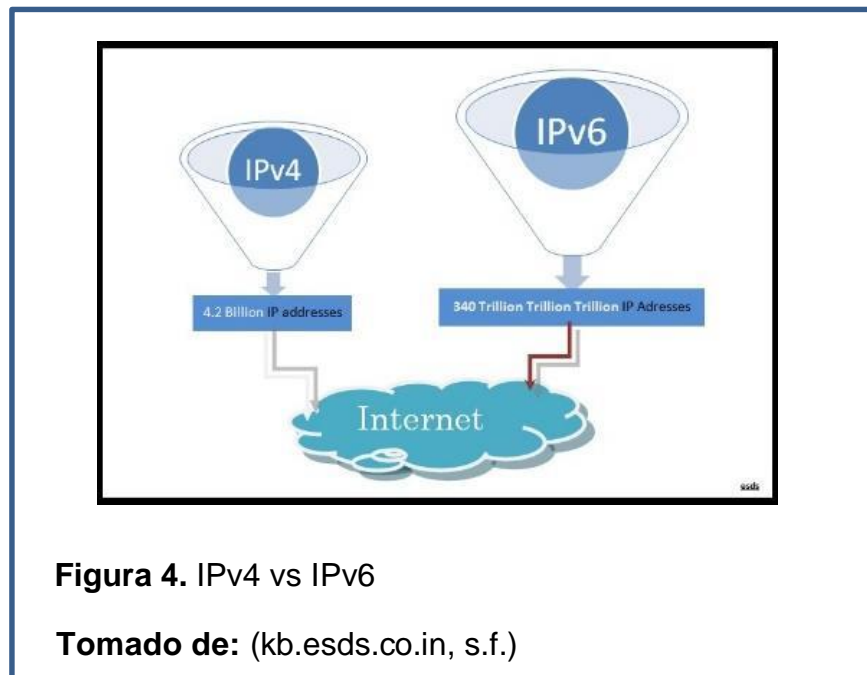 IPv4
IPv6
4.2 Billion IP addresses
340 Trillion Trillion Trillion IP Adresses
Internet
esds
Figura 4. IPv4 vs IPv6
Tomado de: (kb.esds.co.in, s.f.)